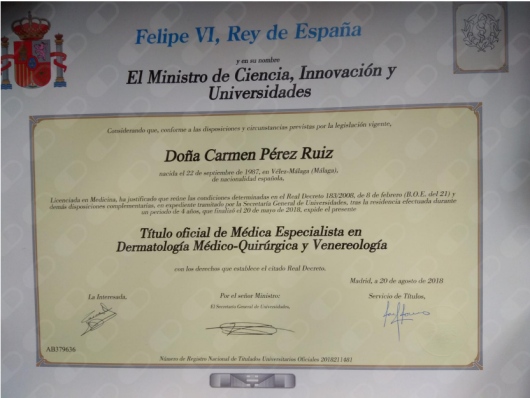 Felipe VI, Rey de España
y en su nombre
El Ministro de Ciencia, Innovación y
Universidades
Considerando que, conforme a las disposiciones y circunstancias previstas por la legislación vigente,
Doña Carmen Pérez Ruiz
nacida el 22 de septiembre de 1987, en Vélez-Málaga (Málaga),
de nacionalidad española,
Licenciada en Medicina, ha justificado que reúne las condiciones determinadas en el Real Decreto 183/2008, de 8 de febrero (B.O.E. del 21) y
demás disposiciones complementarias, en expediente tramitado por la Secretaría General de Universidades, tras la residencia efectuada durante
un período de 4 años, que finalizó el 20 de mayo de 2018, expide el presente
Título oficial de Médica Especialista en
Dermatología Médico-Quirúrgica y Venereología
con los derechos que establece el citado Real Decreto.
Madrid, a 20 de agosto de 2018
La Interesada,
Por el señor Ministro:
Servicio de Títulos,
El Secretario General de Universidades,
AB379636
Número de Registro Nacional de Titulados Universitarios Oficiales 2018211481